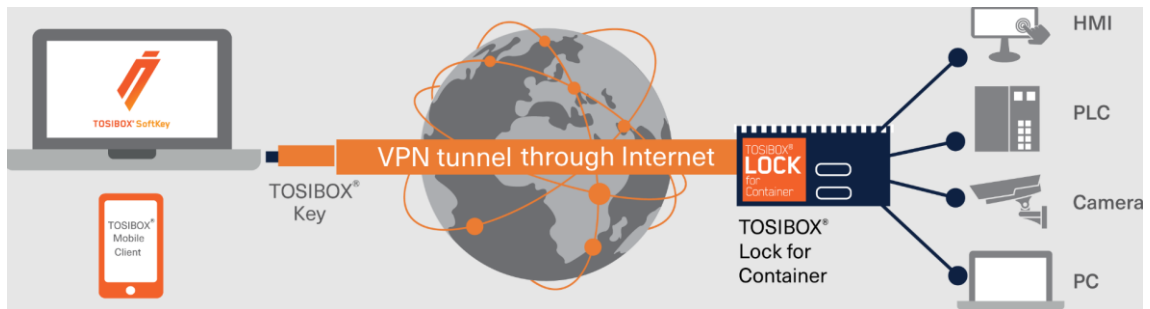 TOSIBOX® SoftKey
TOSIBOX®
Key
TOSIBOX®
Mobile
Client
VPN tunnel through Internet
TOSIBOX®
LOCK
for
Container
TOSIBOX®
Lock for
Container
HMI
PLC
Camera
PC